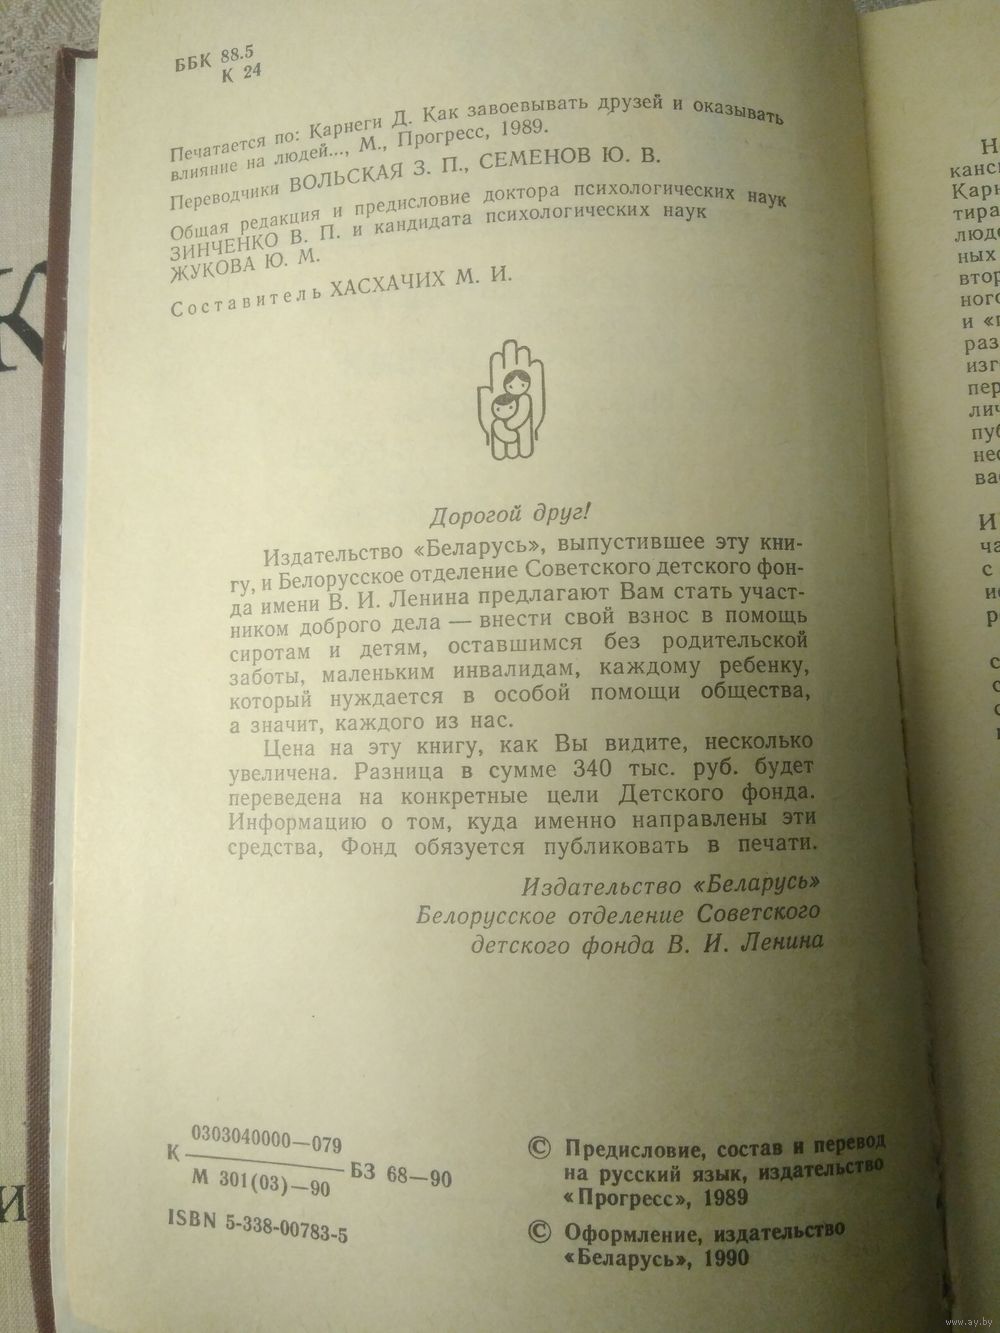 ББК 88.5
К 24
Печатается по: Карнеги Д. Как завоевывать друзей и оказывать
влияние на людей..., М., Прогресс, 1989.
Переводчики ВОЛЬСКАЯ З. П., СЕМЕНОВ Ю. В.
Общая редакция и предисловие доктора психологических наук
ЗИНЧЕНКО В. П. и кандидата психологических наук
ЖУКОВА Ю. М.
Составитель ХАСХАЧИХ М. И.
Дорогой друг!
Издательство «Беларусь», выпустившее эту кни-
гу, и Белорусское отделение Советского детского фон-
да имени В. И. Ленина предлагают Вам стать участ-
ником доброго дела — внести свой взнос в помощь
сиротам и детям, оставшимся без родительской
заботы, маленьким инвалидам, каждому ребенку,
который нуждается в особой помощи общества,
а значит, каждого из нас.
Цена на эту книгу, как Вы видите, несколько
увеличена. Разница в сумме 340 тыс. руб. будет
переведена на конкретные цели Детского фонда.
Информацию о том, куда именно направлены эти
средства, Фонд обязуется публиковать в печати.
Издательство «Беларусь»
Белорусское отделение Советского
детского фонда В. И. Ленина
К 0303040000—079
М 301(03)—90 БЗ 68—90
ISBN 5-338-00783-5
© Предисловие, состав и перевод
на русский язык, издательство
«Прогресс», 1989
© Оформление, издательство
«Беларусь», 1990
www.ay.by